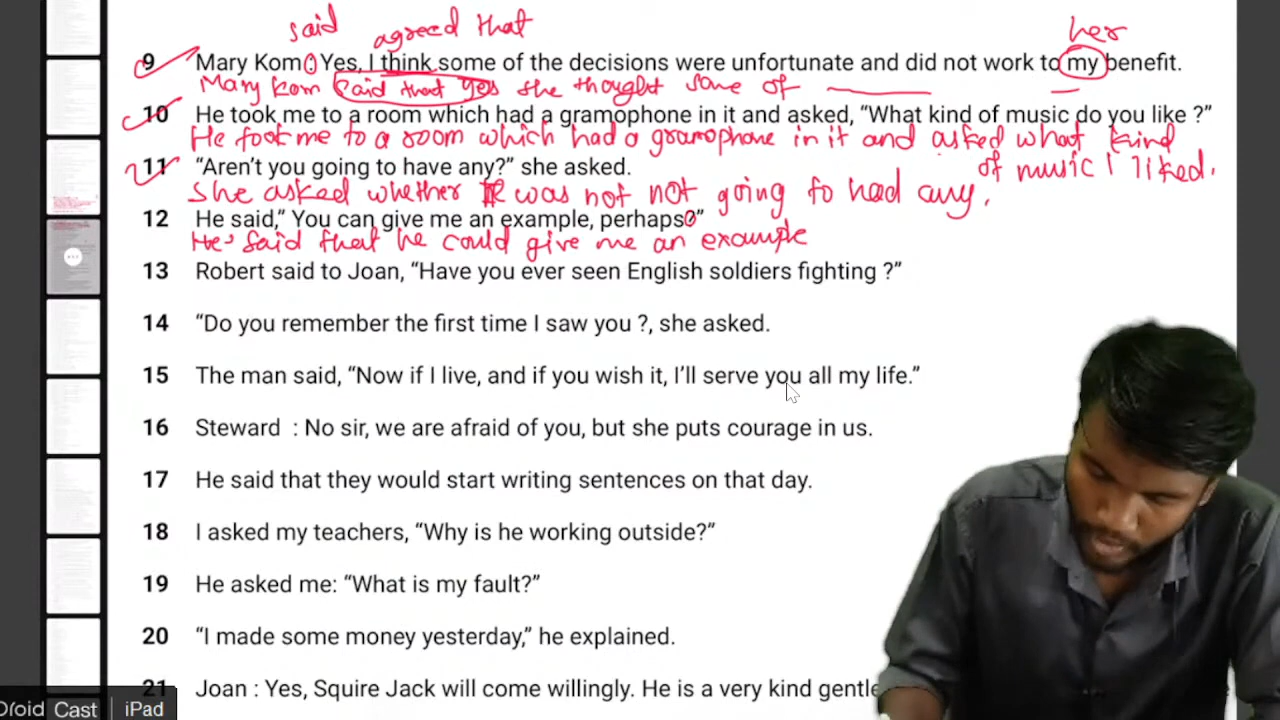 said agreed that her
9 Mary Kom: Yes, I think some of the decisions were unfortunate and did not work to my benefit.
Mary Kom said that yes she thought some of
10 He took me to a room which had a gramophone in it and asked, “What kind of music do you like ?”
He took me to a room which had a gramophone in it and asked what kind
of music I liked.
11 “Aren’t you going to have any?” she asked.
She asked whether was not not going to had any.
12 He said,” You can give me an example, perhaps?”
He said that he could give me an example
13 Robert said to Joan, “Have you ever seen English soldiers fighting ?”
14 “Do you remember the first time I saw you ?, she asked.
15 The man said, “Now if I live, and if you wish it, I’ll serve you all my life.”
16 Steward : No sir, we are afraid of you, but she puts courage in us.
17 He said that they would start writing sentences on that day.
18 I asked my teachers, “Why is he working outside?”
19 He asked me: “What is my fault?”
20 “I made some money yesterday,” he explained.
21 Joan : Yes, Squire Jack will come willingly. He is a very kind gentle
Droid Cast iPad